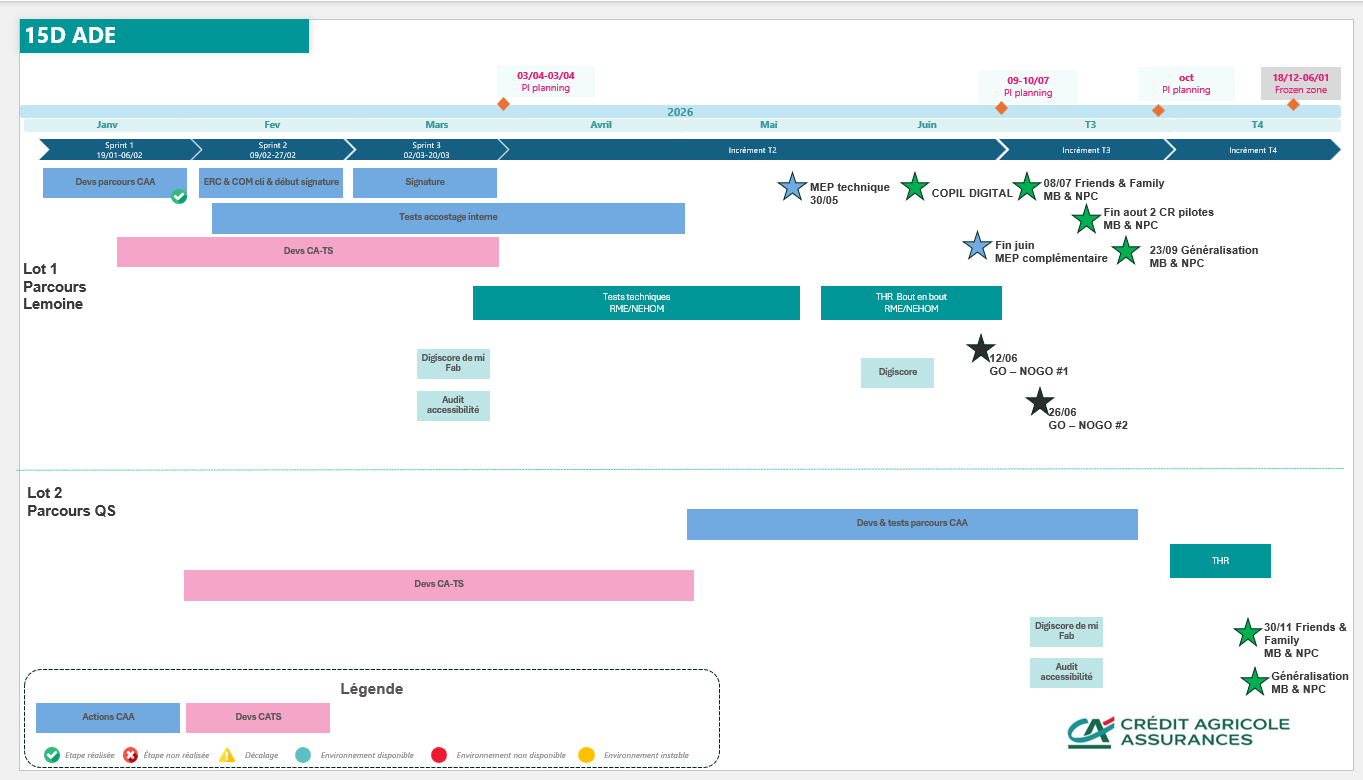 15D ADE
03/04-03/04
PI planning
09-10/07
PI planning
oct
PI planning
18/12-06/01
Frozen zone
2026
Janv
Fev
Mars
Avril
Mai
Juin
T3
T4
Sprint 1
19/01-06/02
Sprint 2
09/02-27/02
Sprint 3
02/03-20/03
Incrément T2
Incrément T3
Incrément T4
Devs parcours CAA
ERC & COM cli & début signature
Signature
MEP technique
30/05
COPIL DIGITAL
08/07 Friends & Family
MB & NPC
Tests accostage interne
Fin aout 2 CR pilotes
MB & NPC
Devs CA-TS
Fin juin
MEP complémentaire
23/09 Généralisation
MB & NPC
Lot 1
Parcours
Lemoine
Tests techniques
RME/NEHOM
THR Bout en bout
RME/NEHOM
Digiscore de mi
Fab
Digiscore
12/06
GO – NOGO #1
Audit
accessibilité
26/06
GO – NOGO #2
Lot 2
Parcours QS
Devs & tests parcours CAA
THR
Devs CA-TS
Digiscore de mi
Fab
30/11 Friends &
Family
MB & NPC
Audit
accessibilité
Généralisation
MB & NPC
Légende
Actions CAA
Devs CATS
Etape réalisée
Étape non réalisée
Décalage
Environnement disponible
Environnement non disponible
Environnement instable
CRÉDIT AGRICOLE
ASSURANCES